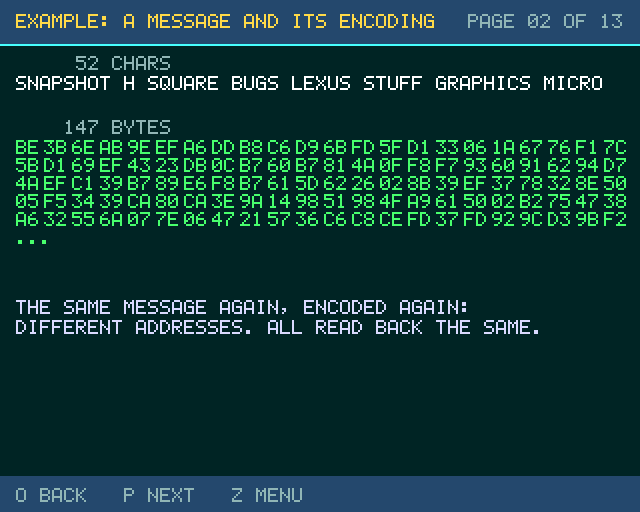 EXAMPLE: A MESSAGE AND ITS ENCODING PAGE 02 OF 13
52 CHARS
SNAPSHOT H SQUARE BUGS LEXUS STUFF GRAPHICS MICRO
147 BYTES
BE 3B 6E AB 9E EF A6 DD B8 C6 D9 6B FD 5F D1 33 06 1A 67 76 F1 7C
5B D1 69 EF 43 23 DB 0C B7 60 B7 81 4A 0F F8 F7 93 60 91 62 94 D7
4A EF C1 39 B7 89 E6 F8 B7 61 5D 62 26 02 8B 39 EF 37 78 32 8E 50
05 F5 34 39 CA 80 CA 3E 9A 14 98 51 98 4F A9 61 50 02 B2 75 47 38
A6 32 55 6A 07 7E 06 47 21 57 36 C6 C8 CE FD 37 FD 92 9C D3 9B F2
...
THE SAME MESSAGE AGAIN, ENCODED AGAIN:
DIFFERENT ADDRESSES. ALL READ BACK THE SAME.
O BACK P NEXT Z MENU